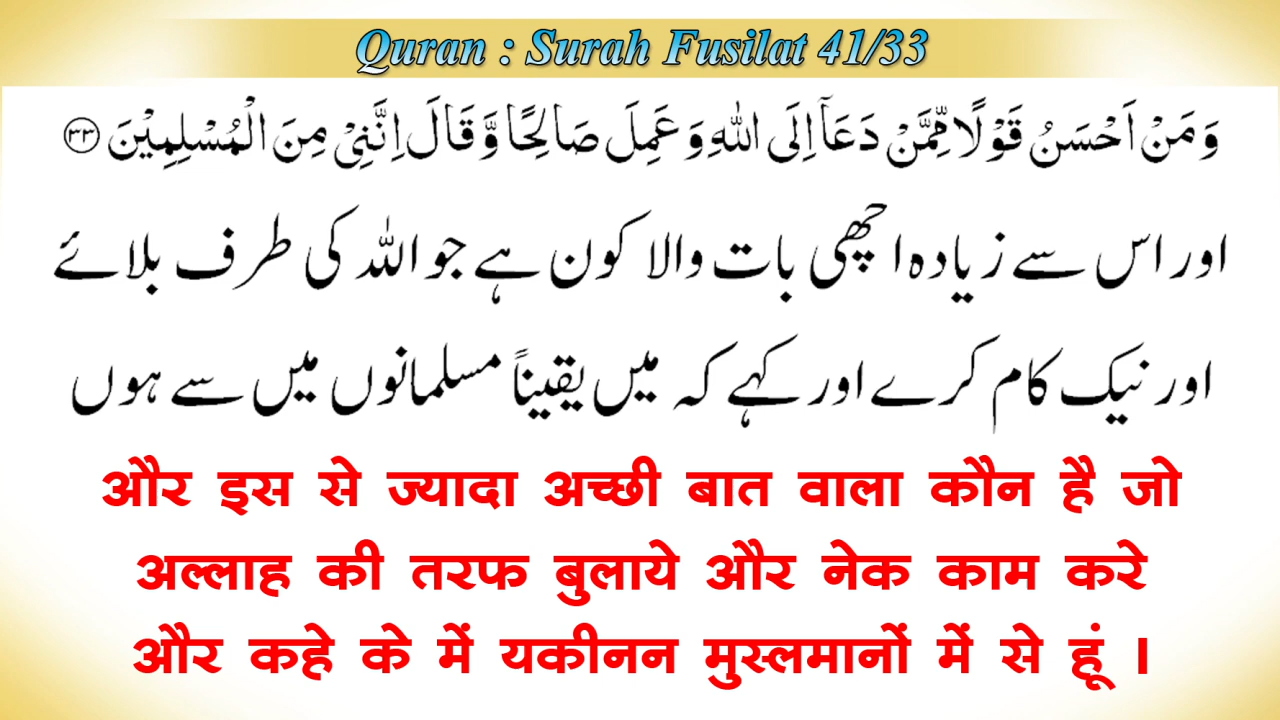 Quran : Surah Fusilat 41/33
وَمَنْ اَحْسَنُ قَوْلًا مِّمَّنْ دَعَآ اِلَى اللّٰهِ وَعَمِلَ صَالِحًا وَّقَالَ اِنَّنِيْ مِنَ الْمُسْلِمِيْنَ ﴿٣٣﴾
اور اس سے زیادہ اچھی بات والا کون ہے جو اللہ کی طرف بلائے
اور نیک کام کرے اور کہے کہ میں یقیناً مسلمانوں میں سے ہوں
और इस से ज्यादा अच्छी बात वाला कौन है जो
अल्लाह की तरफ बुलाये और नेक काम करे
और कहे के में यकीनन मुस्लमानों में से हूं ।